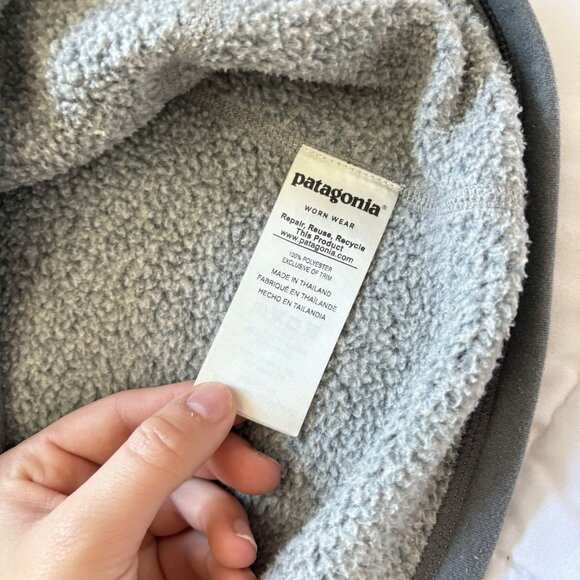 patagonia®
WORN WEAR
Repair, Reuse, Recycle
This Product
www.patagonia.com
100% POLYESTER
EXCLUSIVE OF TRIM
MADE IN THAILAND
FABRIQUÉ EN THAÏLANDE
HECHO EN TAILANDIA